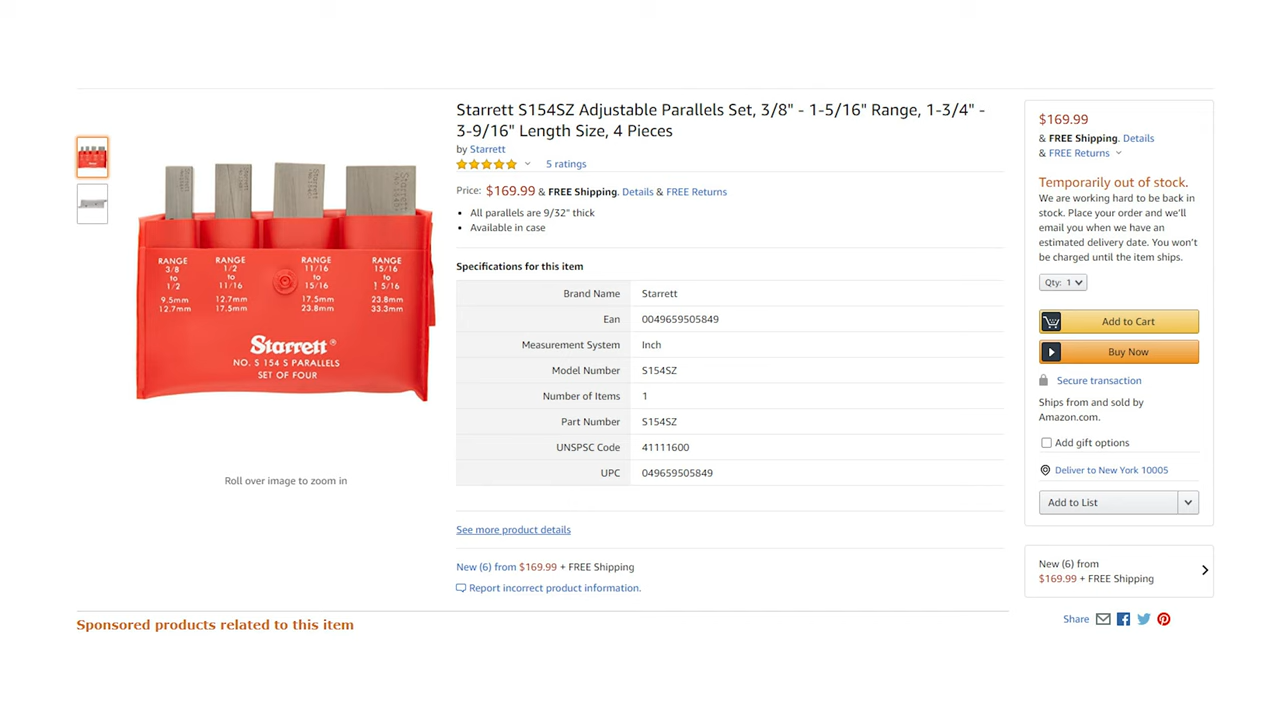 Starrett S154SZ Adjustable Parallels Set, 3/8" - 1-5/16" Range, 1-3/4" -
3-9/16" Length Size, 4 Pieces
by Starrett
5 ratings
Price: $169.99 & FREE Shipping. Details & FREE Returns
• All parallels are 9/32" thick
• Available in case
Specifications for this item
Brand Name Starrett
Ean 0049659505849
Measurement System Inch
Model Number S154SZ
Number of Items 1
Part Number S154SZ
UNSPSC Code 41111600
UPC 049659505849
See more product details
New (6) from $169.99 + FREE Shipping
Report incorrect product information.
Starrett
Starrett
Starrett
Starrett
RANGE RANGE RANGE RANGE
3/8 1/2 11/16 15/16
to to to to
1/2 11/16 15/16 1 5/16
9.5mm 12.7mm 17.5mm 23.8mm
12.7mm 17.5mm 23.8mm 33.3mm
Starrett®
NO. S 154 S PARALLELS
SET OF FOUR
Roll over image to zoom in
$169.99
& FREE Shipping. Details
& FREE Returns
Temporarily out of stock.
We are working hard to be back in
stock. Place your order and we'll
email you when we have an
estimated delivery date. You won't
be charged until the item ships.
Qty: 1
Add to Cart
Buy Now
Secure transaction
Ships from and sold by
Amazon.com.
Add gift options
Deliver to New York 10005
Add to List
New (6) from
$169.99 + FREE Shipping
Share
Sponsored products related to this item